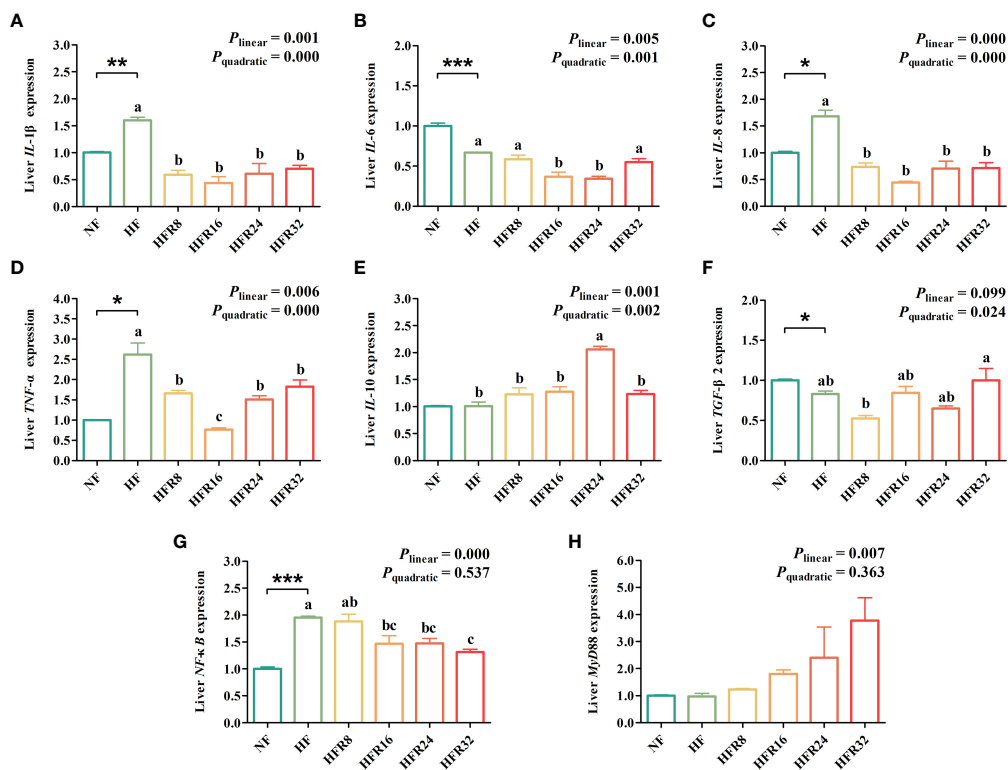 A
P linear = 0.001
P quadratic = 0.000
Liver IL-1β expression
3.0
2.5
2.0
1.5
1.0
0.5
0.0
**
a
b
b
b
b
NF
HF
HFR8
HFR16
HFR24
HFR32
B
P linear = 0.005
P quadratic = 0.001
Liver IL-6 expression
2.0
1.5
1.0
0.5
0.0
***
a
a
b
b
a
NF
HF
HFR8
HFR16
HFR24
HFR32
C
P linear = 0.000
P quadratic = 0.000
Liver IL-8 expression
3.0
2.5
2.0
1.5
1.0
0.5
0.0
*
a
b
b
b
b
NF
HF
HFR8
HFR16
HFR24
HFR32
D
P linear = 0.006
P quadratic = 0.000
Liver TNF-α expression
4.0
3.5
3.0
2.5
2.0
1.5
1.0
0.5
0.0
*
a
b
c
b
b
NF
HF
HFR8
HFR16
HFR24
HFR32
E
P linear = 0.001
P quadratic = 0.002
Liver IL-10 expression
3.0
2.5
2.0
1.5
1.0
0.5
0.0
b
b
b
a
b
NF
HF
HFR8
HFR16
HFR24
HFR32
F
P linear = 0.099
P quadratic = 0.024
Liver TGF-β 2 expression
2.0
1.5
1.0
0.5
0.0
*
ab
b
ab
ab
a
NF
HF
HFR8
HFR16
HFR24
HFR32
G
P linear = 0.000
P quadratic = 0.537
Liver NF-κ B expression
3.0
2.5
2.0
1.5
1.0
0.5
0.0
***
a
ab
bc
bc
c
NF
HF
HFR8
HFR16
HFR24
HFR32
H
P linear = 0.007
P quadratic = 0.363
Liver MyD88 expression
6.0
5.0
4.0
3.0
2.0
1.0
0.0
NF
HF
HFR8
HFR16
HFR24
HFR32